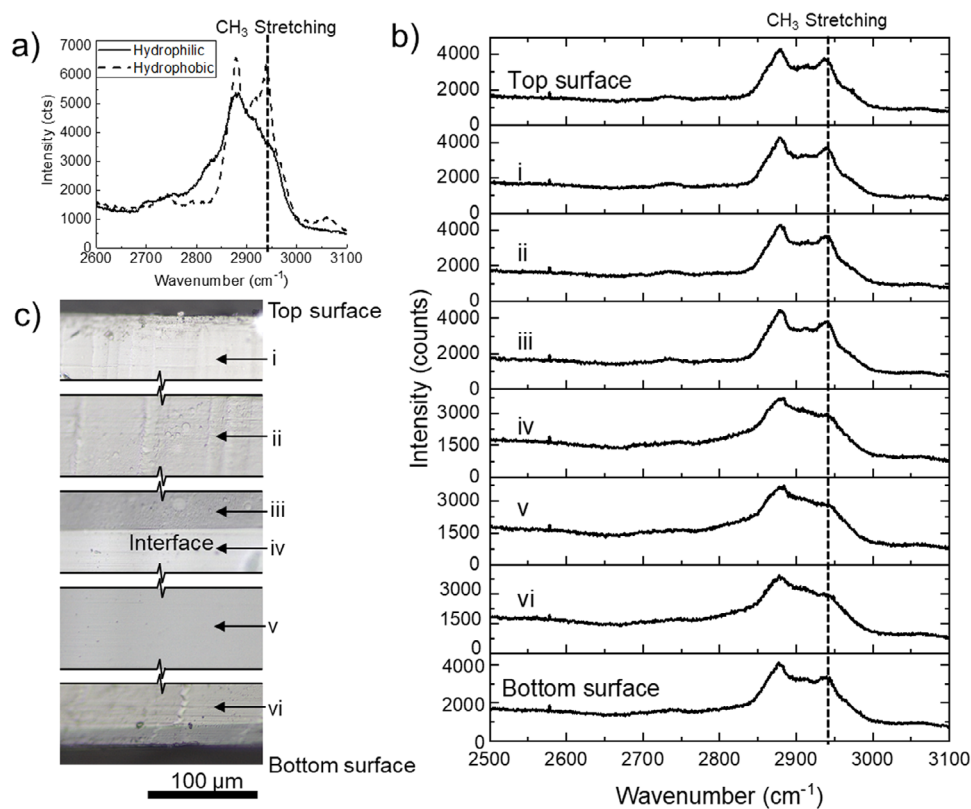 a)
CH₃ Stretching
Hydrophilic
Hydrophobic
7000
6000
5000
4000
3000
2000
1000
0
Intensity (cts)
2600 2700 2800 2900 3000 3100
Wavenumber (cm⁻¹)
c)
Top surface
i
ii
iii
Interface
iv
v
vi
Bottom surface
100 µm
b)
CH₃ Stretching
Intensity (counts)
4000
2000
0
Top surface
4000
2000
0
i
4000
2000
0
ii
4000
2000
0
iii
3000
1500
0
iv
3000
1500
0
v
3000
1500
0
vi
4000
2000
0
Bottom surface
2500 2600 2700 2800 2900 3000 3100
Wavenumber (cm⁻¹)